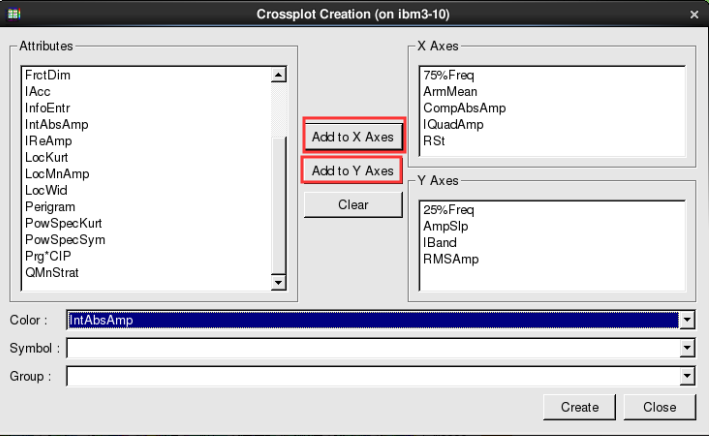 Crossplot Creation (on ibm3-10)
Attributes
FrctDim
IAcc
InfoEntr
IntAbsAmp
IReAmp
LocKurt
LocMnAmp
LocWid
Perigram
PowSpecKurt
PowSpecSym
Prg*CIP
QMnStrat
Add to X Axes
Add to Y Axes
Clear
X Axes
75%Freq
ArmMean
CompAbsAmp
IQuadAmp
RSt
Y Axes
25%Freq
AmpSlp
IBand
RMSAmp
Color : IntAbsAmp
Symbol :
Group :
Create Close